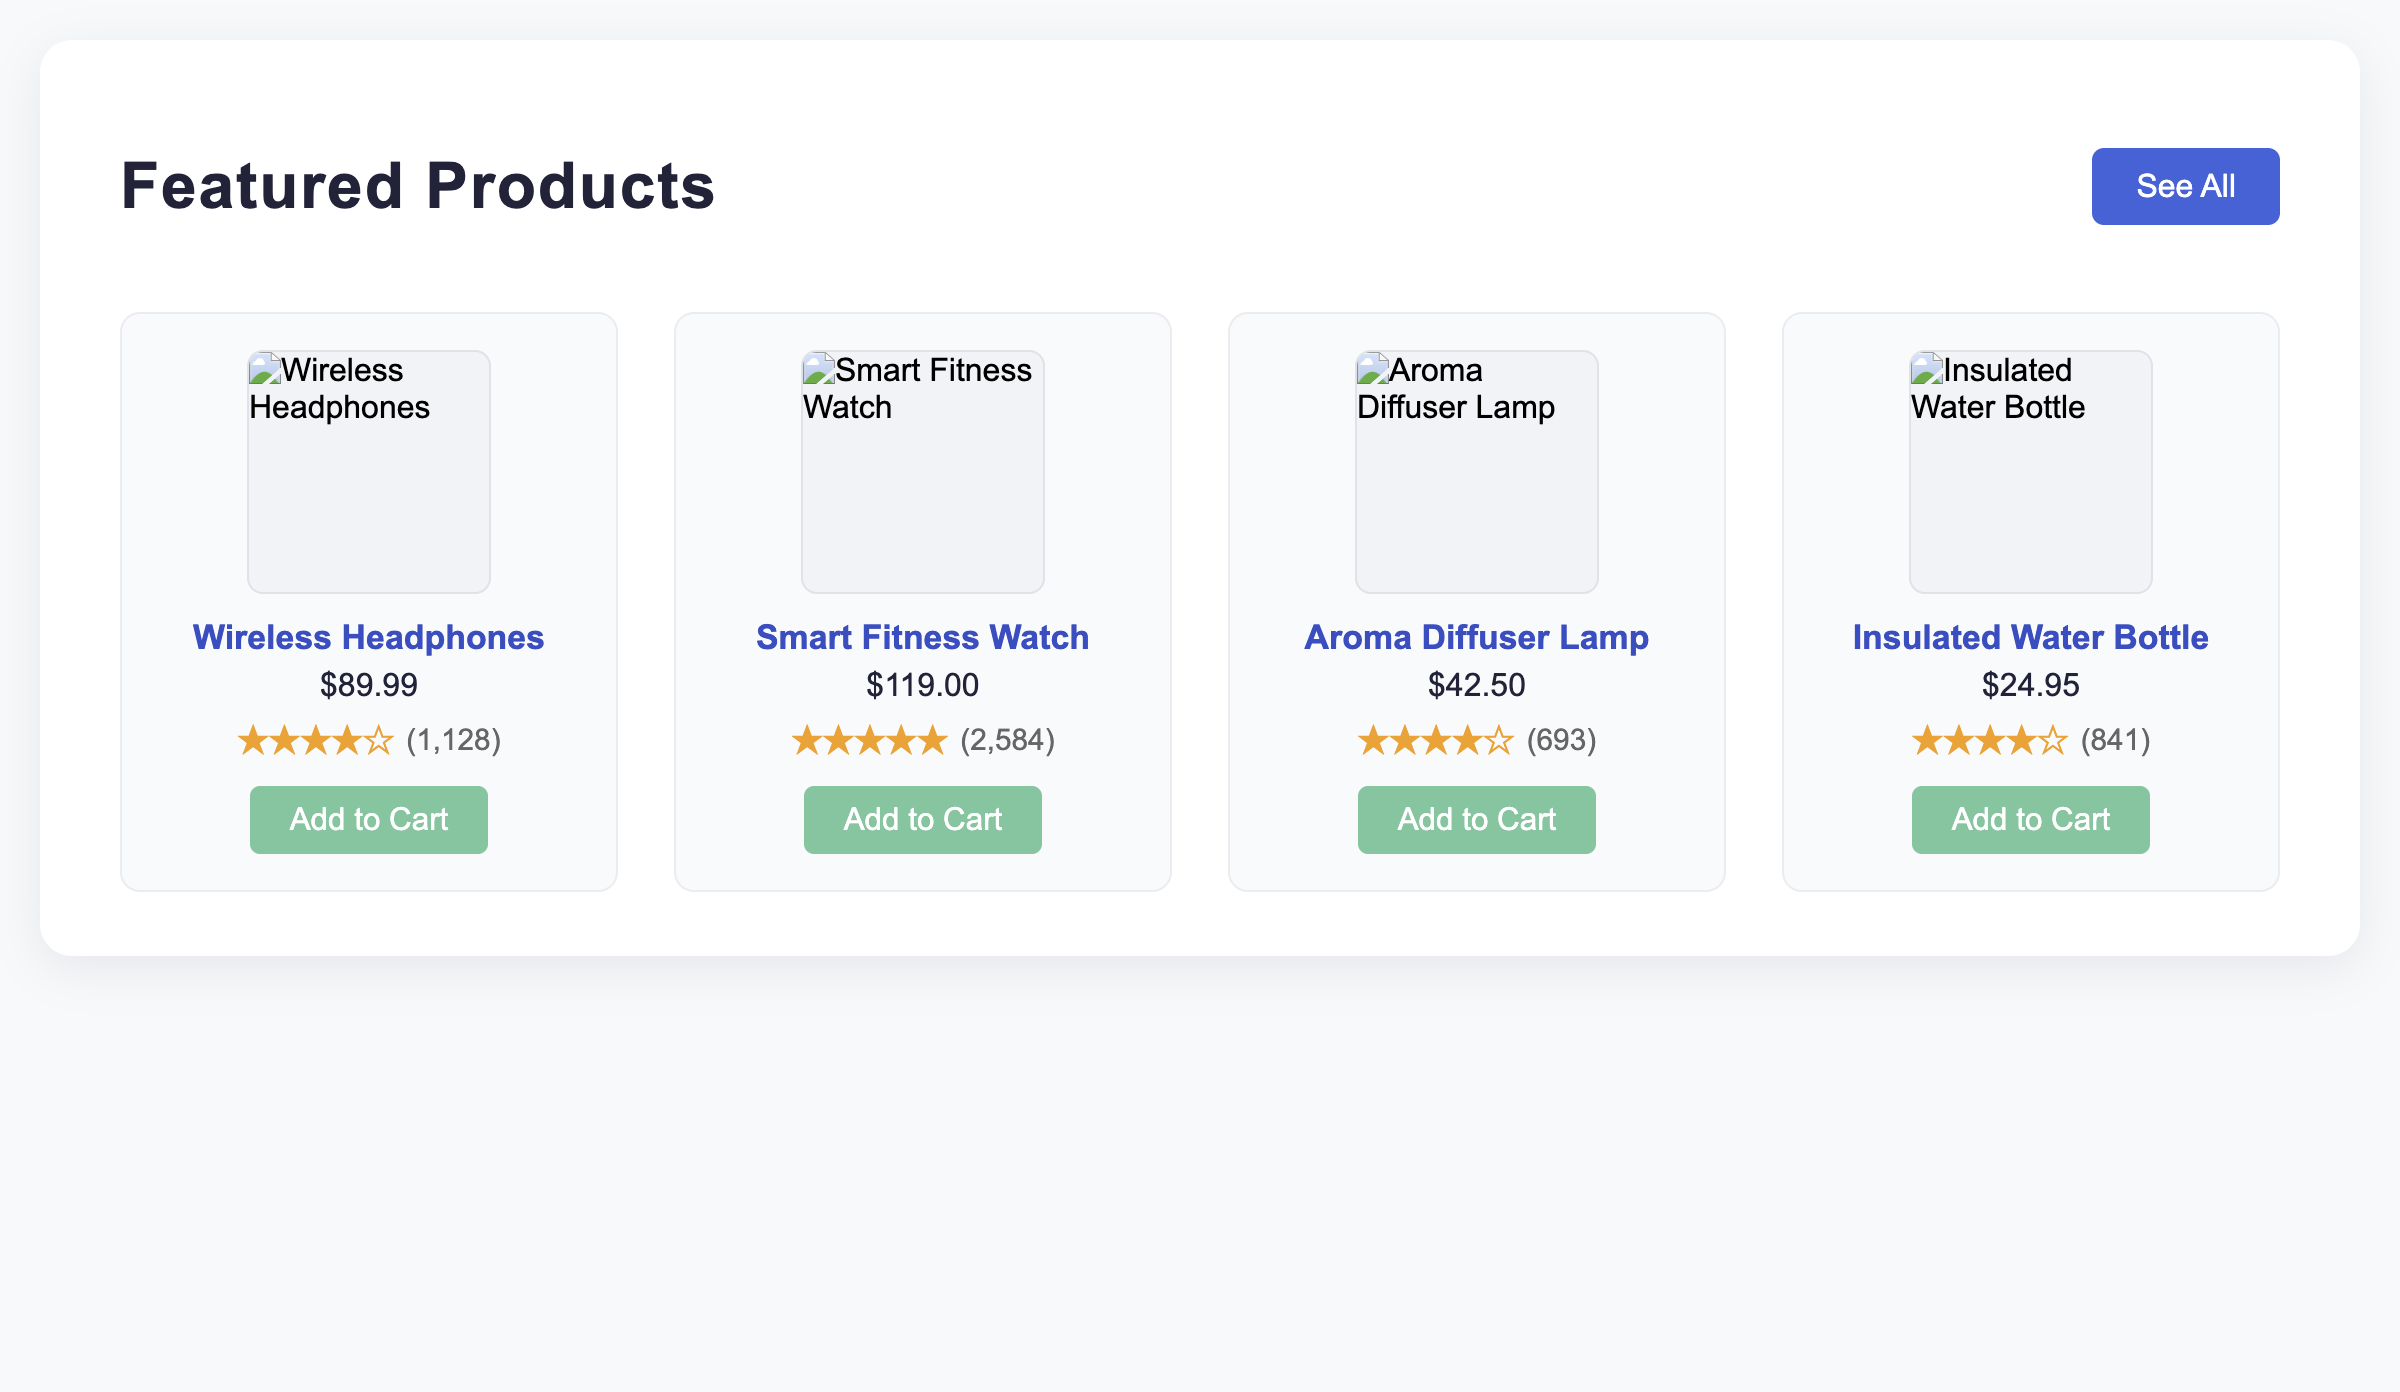 Featured Products
See All
Wireless
Headphones
Wireless Headphones
$89.99
★★★★☆ (1,128)
Add to Cart
Smart Fitness
Watch
Smart Fitness Watch
$119.00
★★★★★ (2,584)
Add to Cart
Aroma
Diffuser Lamp
Aroma Diffuser Lamp
$42.50
★★★★☆ (693)
Add to Cart
Insulated
Water Bottle
Insulated Water Bottle
$24.95
★★★★☆ (841)
Add to Cart